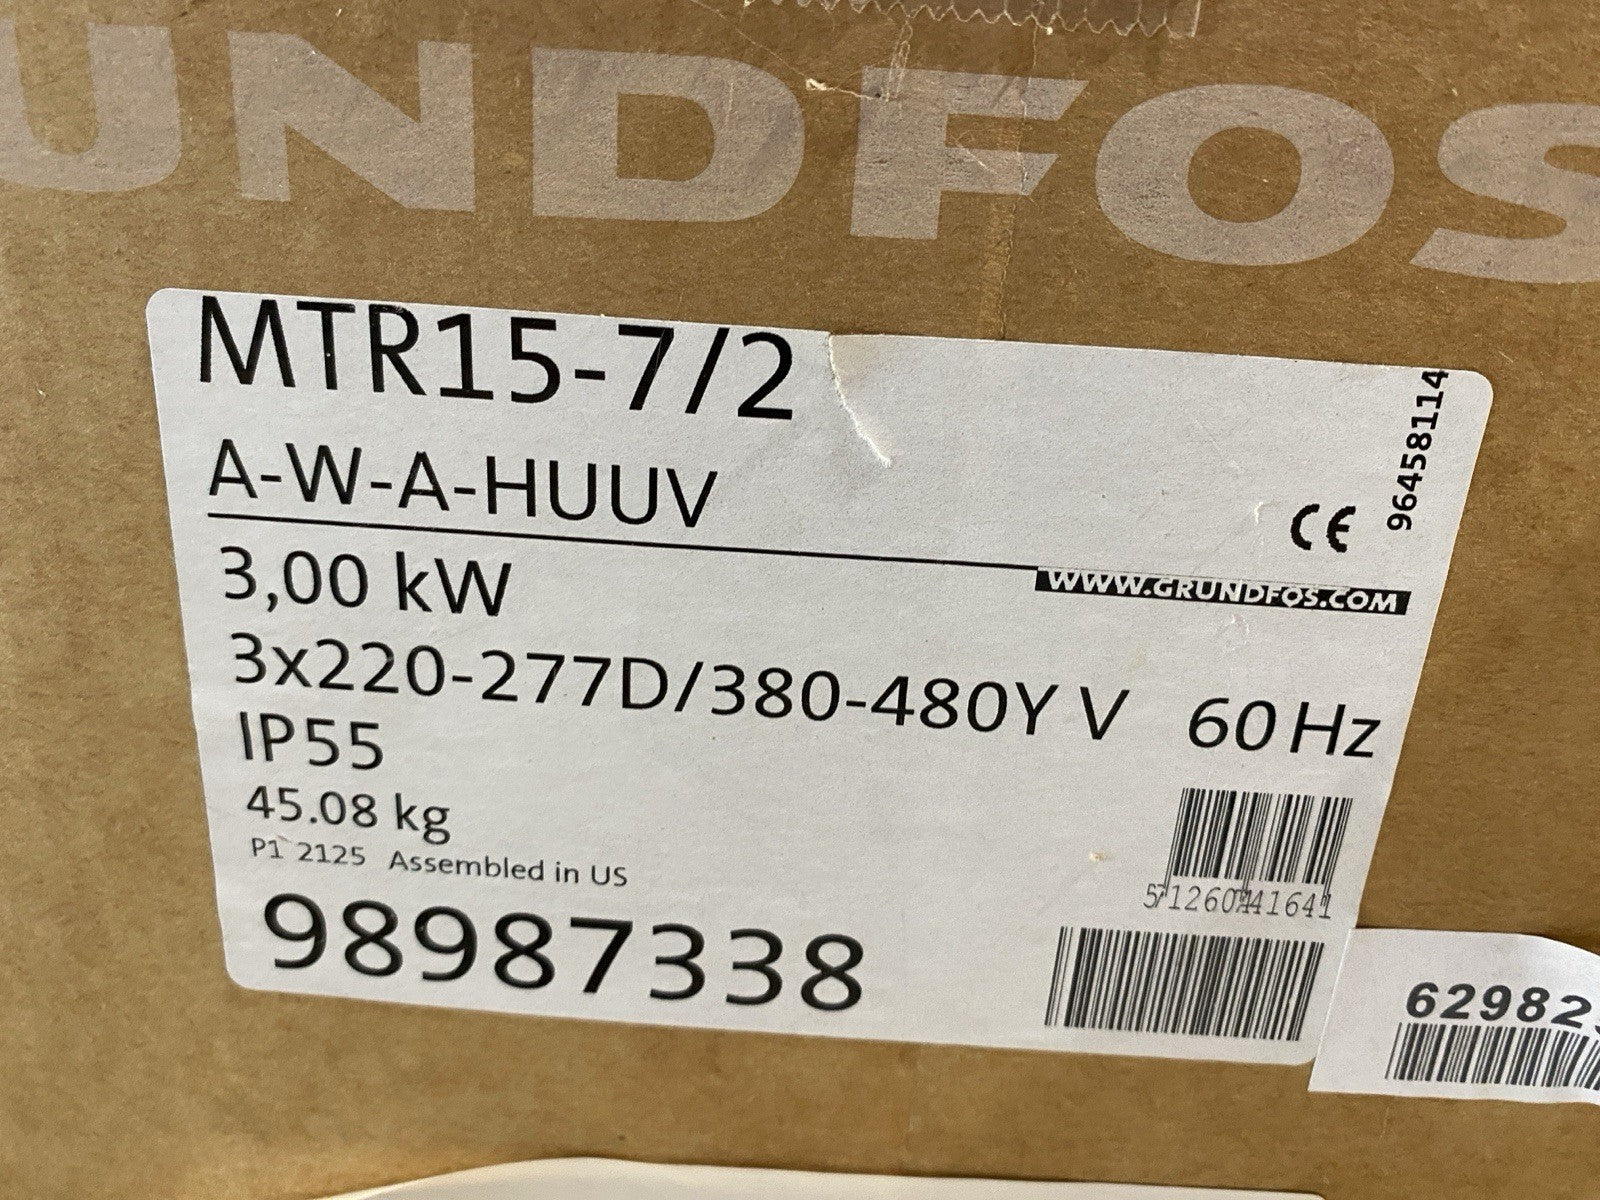 UNDFOS
MTR15-7/2
A-W-A-HUUV
CE
96458114
3,00 kW
WWW.GRUNDFOS.COM
3x220-277D/380-480Y V 60 Hz
IP55
45.08 kg
P1 2125 Assembled in US
98987338